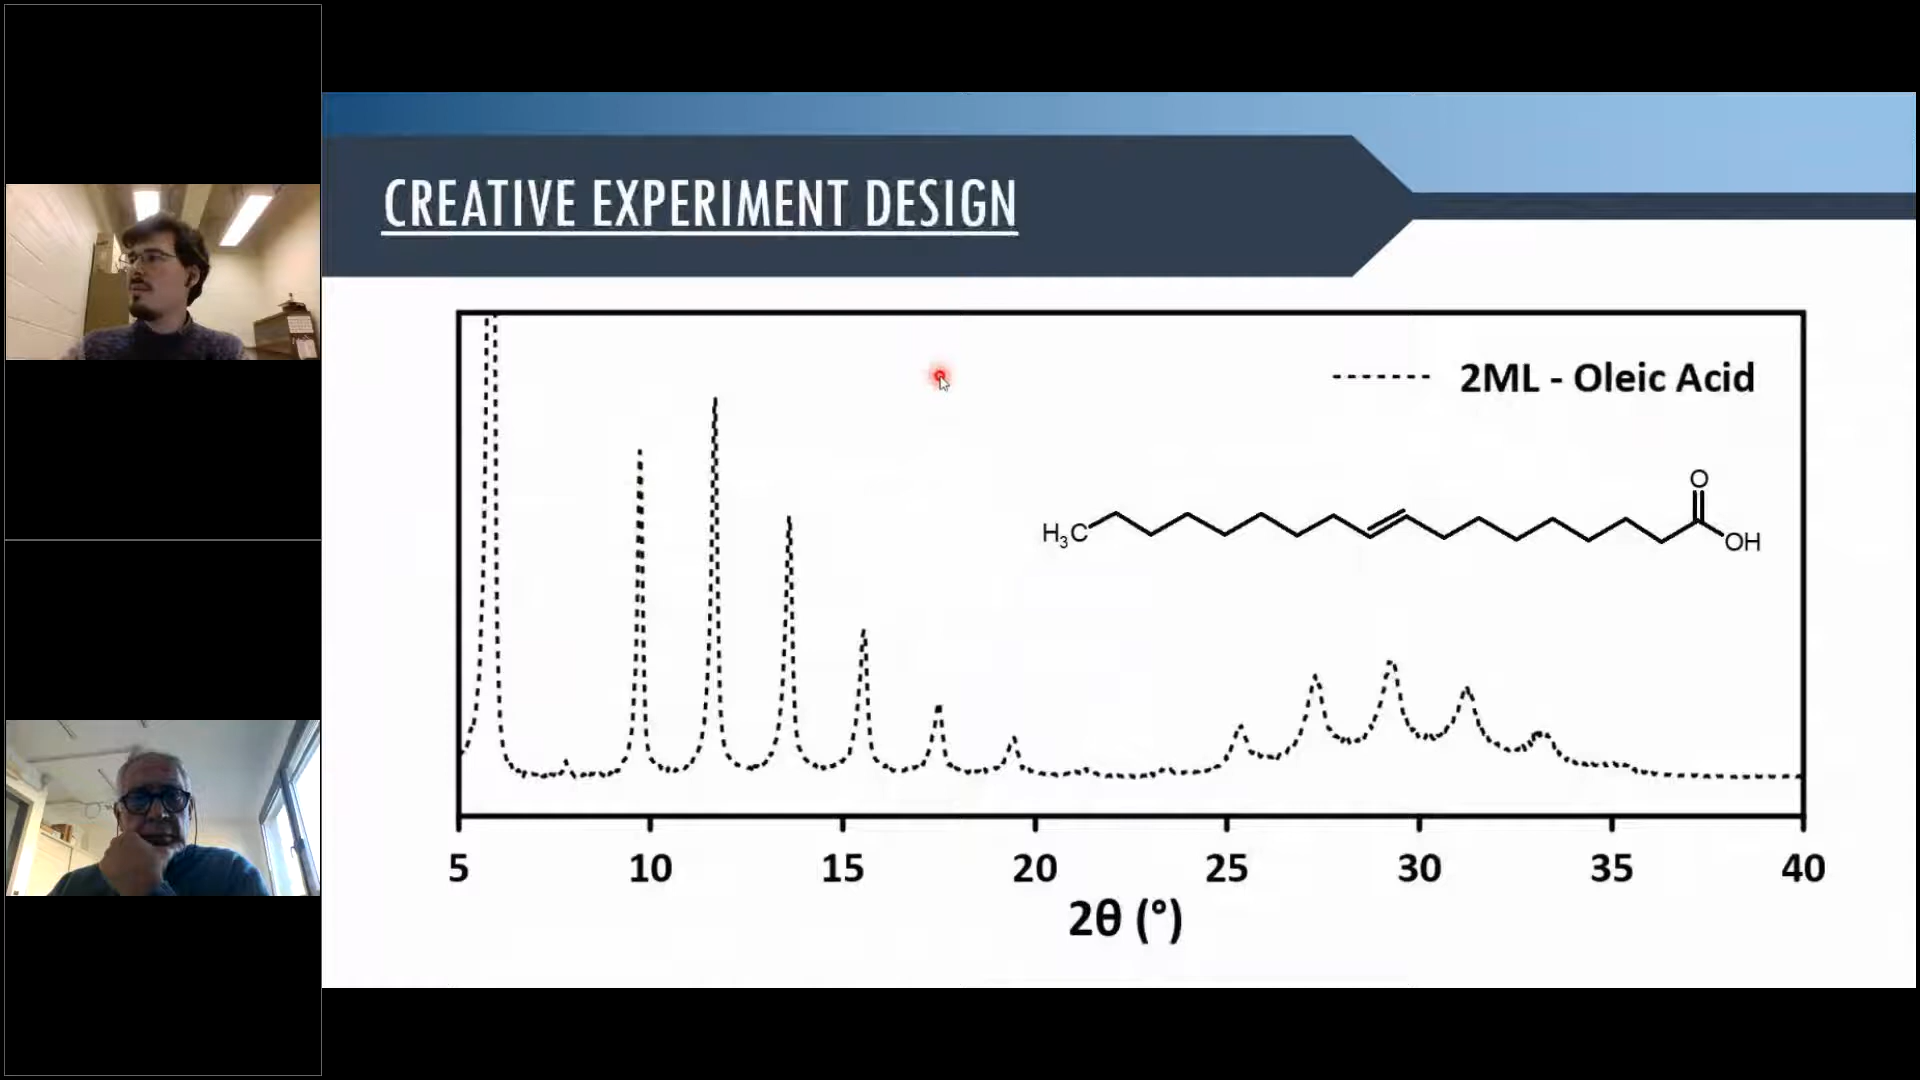 CREATIVE EXPERIMENT DESIGN
2ML - Oleic Acid
O
H₃C
OH
5 10 15 20 25 30 35 40
2θ (°)